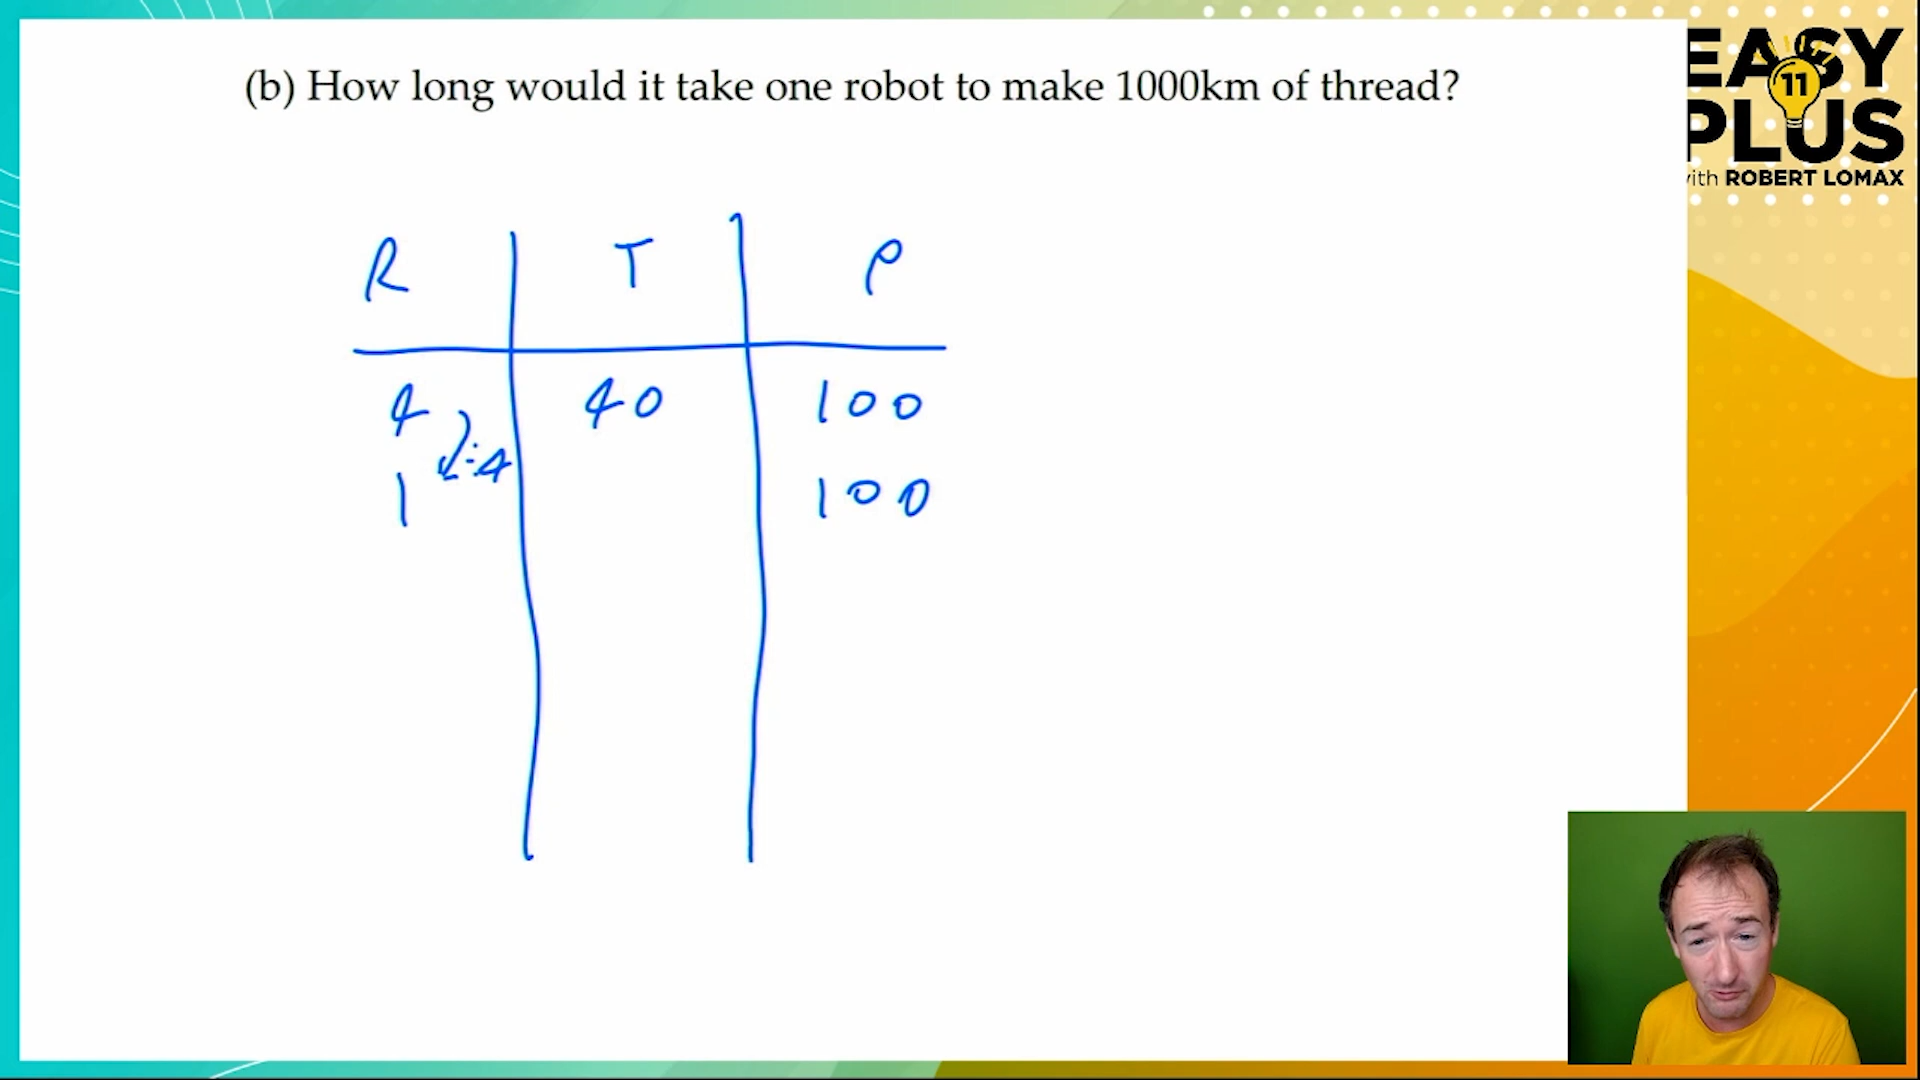 (b) How long would it take one robot to make 1000km of thread?
EASY
11
PLUS
with ROBERT LOMAX
R T P
4 40 100
÷4
1 100